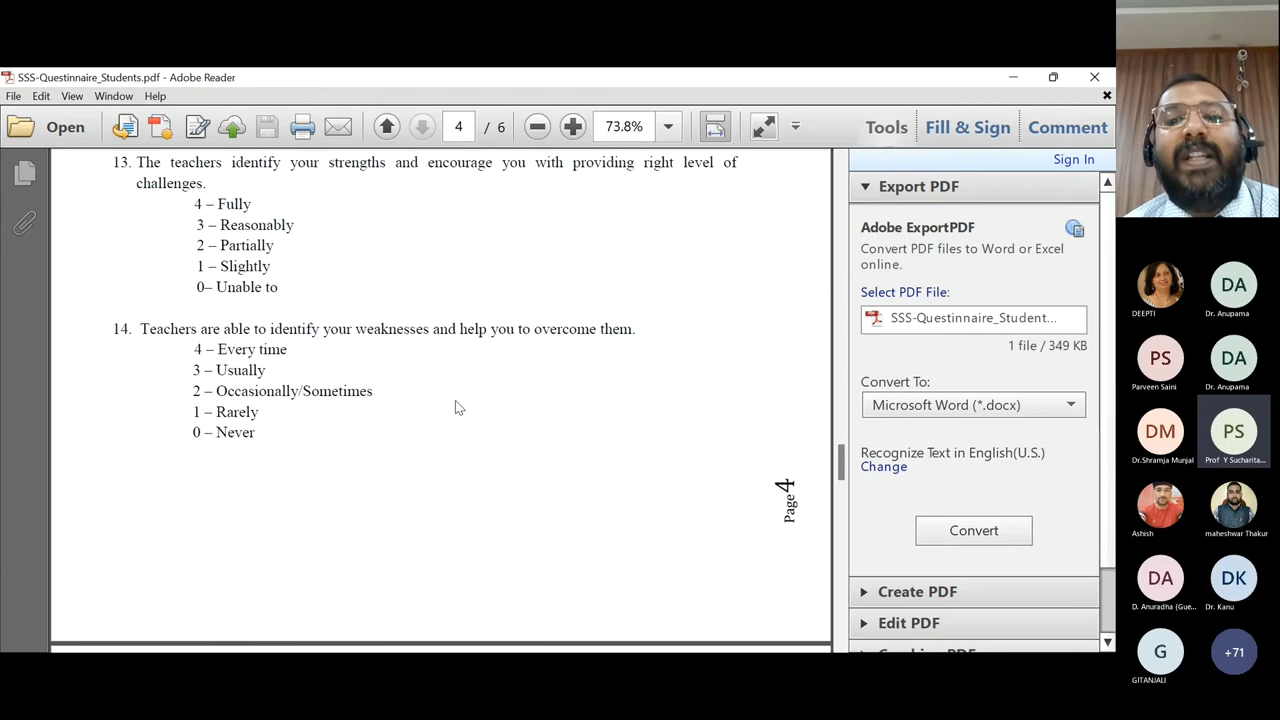 SSS-Questinnaire_Students.pdf - Adobe Reader
File Edit View Window Help
Open 4 / 6 73.8% Tools Fill & Sign Comment
Sign In
13. The teachers identify your strengths and encourage you with providing right level of
challenges.
4 – Fully
3 – Reasonably
2 – Partially
1 – Slightly
0– Unable to
14. Teachers are able to identify your weaknesses and help you to overcome them.
4 – Every time
3 – Usually
2 – Occasionally/Sometimes
1 – Rarely
0 – Never
Page 4
Export PDF
Adobe ExportPDF
Convert PDF files to Word or Excel
online.
Select PDF File:
SSS-Questinnaire_Student...
1 file / 349 KB
Convert To:
Microsoft Word (*.docx)
Recognize Text in English(U.S.)
Change
Convert
Create PDF
Edit PDF
DEEPTI
DA
Dr. Anupama
PS
Parveen Saini
DA
Dr. Anupama
DM
Dr.Shramja Munjal
PS
Prof Y Sucharita...
Ashish
maheshwar Thakur
DA
D. Anuradha (Gue...
DK
Dr. Kanu
G
GITANJALI
+71